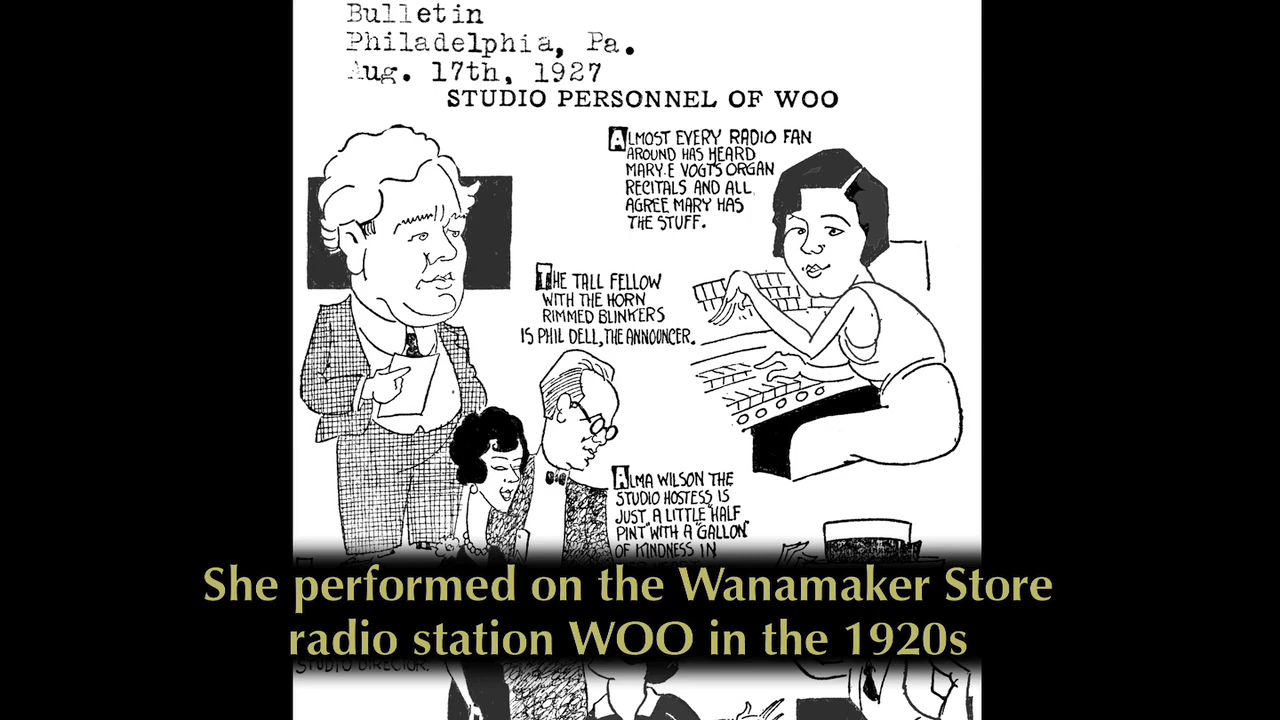 Bulletin
Philadelphia, Pa.
Aug. 17th, 1927
STUDIO PERSONNEL OF WOO
ALMOST EVERY RADIO FAN
AROUND HAS HEARD
MARY.E VOGTS ORGAN
RECITALS AND ALL
AGREE MARY HAS
THE STUFF.
THE TALL FELLOW
WITH THE HORN
RIMMED BLINKERS
IS PHIL DELL, THE ANNOUNCER.
ALMA WILSON THE
STUDIO HOSTESS IS
JUST A LITTLE "HALF
PINT" WITH A "GALLON"
OF KINDNESS IN
She performed on the Wanamaker Store
radio station WOO in the 1920s
STUDIO DIRECTOR.